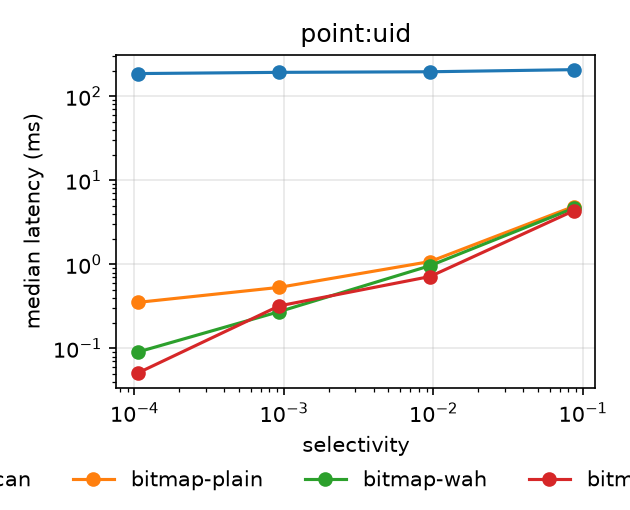 point:uid
median latency (ms)
10²
10¹
10⁰
10⁻¹
10⁻⁴ 10⁻³ 10⁻² 10⁻¹
selectivity
can bitmap-plain bitmap-wah bitm